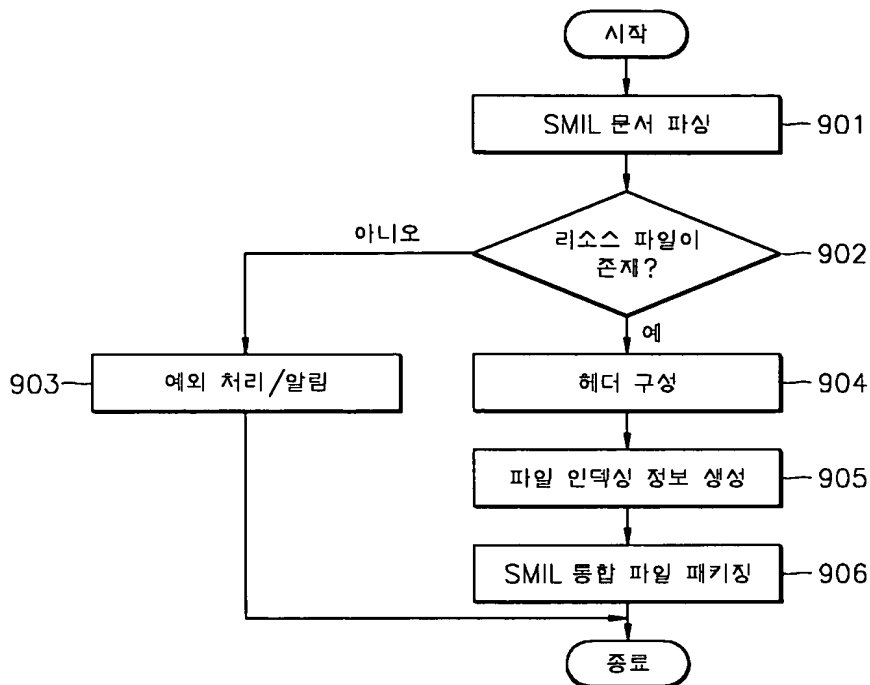 시작
SMIL 문서 파싱
901
리소스 파일이
존재?
902
아니오
예
903
예외 처리/알림
헤더 구성
904
파일 인덱싱 정보 생성
905
SMIL 통합 파일 패키징
906
종료